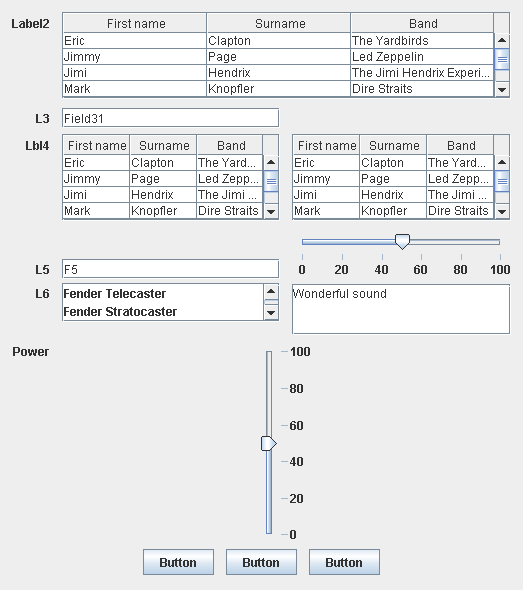 Label2 First name Surname Band
Eric Clapton The Yardbirds
Jimmy Page Led Zeppelin
Jimi Hendrix The Jimi Hendrix Experi...
Mark Knopfler Dire Straits
L3 Field31
Lbl4 First name Surname Band First name Surname Band
Eric Clapton The Yard... Eric Clapton The Yard...
Jimmy Page Led Zepp... Jimmy Page Led Zepp...
Jimi Hendrix The Jimi ... Jimi Hendrix The Jimi ...
Mark Knopfler Dire Straits Mark Knopfler Dire Straits
L5 F5 0 20 40 60 80 100
L6 Fender Telecaster Wonderful sound
Fender Stratocaster
Power 100
80
60
40
20
0
Button Button Button